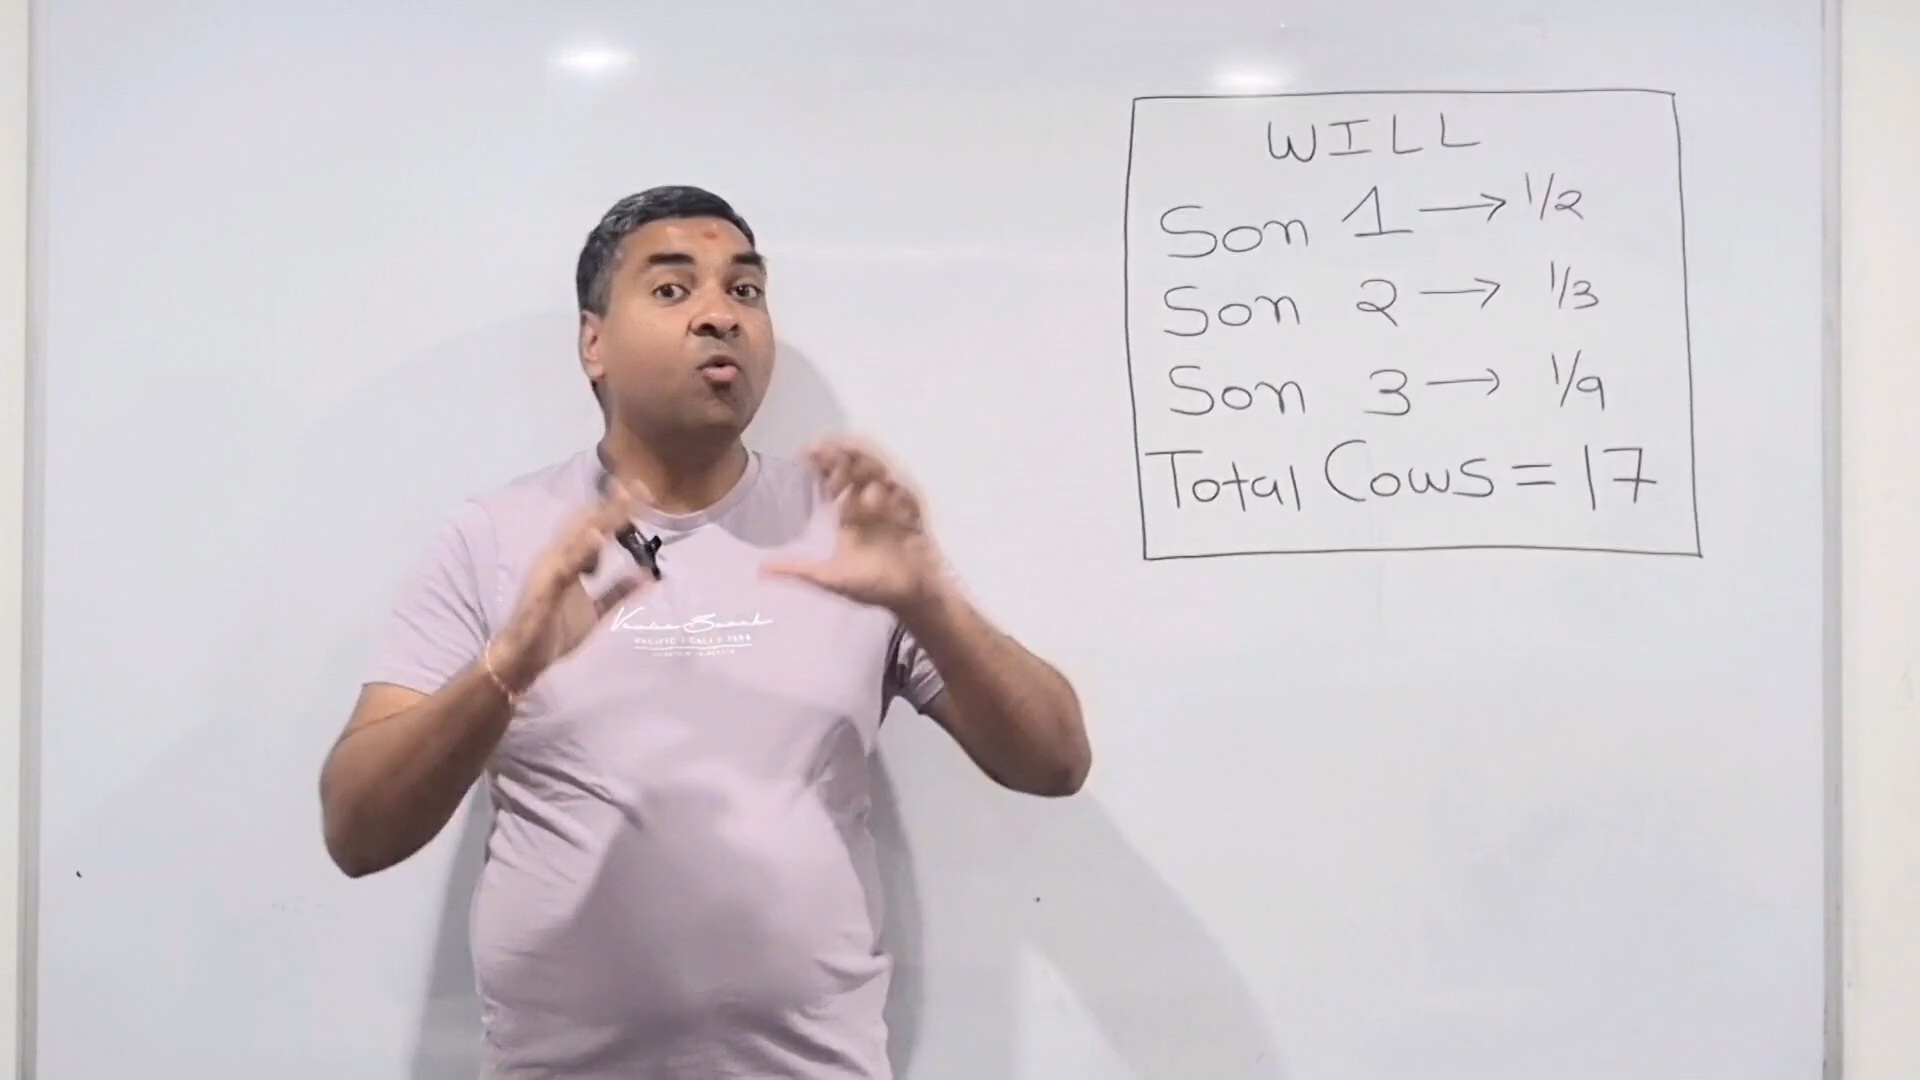 WILL
Son 1 → 1/2
Son 2 → 1/3
Son 3 → 1/9
Total Cows = 17